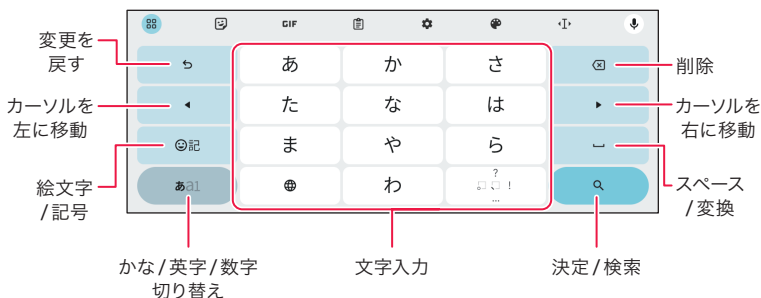 GIF
変更を
戻す
あ
か
さ
削除
カーソルを
左に移動
た
な
は
カーソルを
右に移動
記
ま
や
ら
絵文字
/記号
あa1
わ
?
!
...
スペース
/変換
かな/英字/数字
切り替え
文字入力
決定/検索